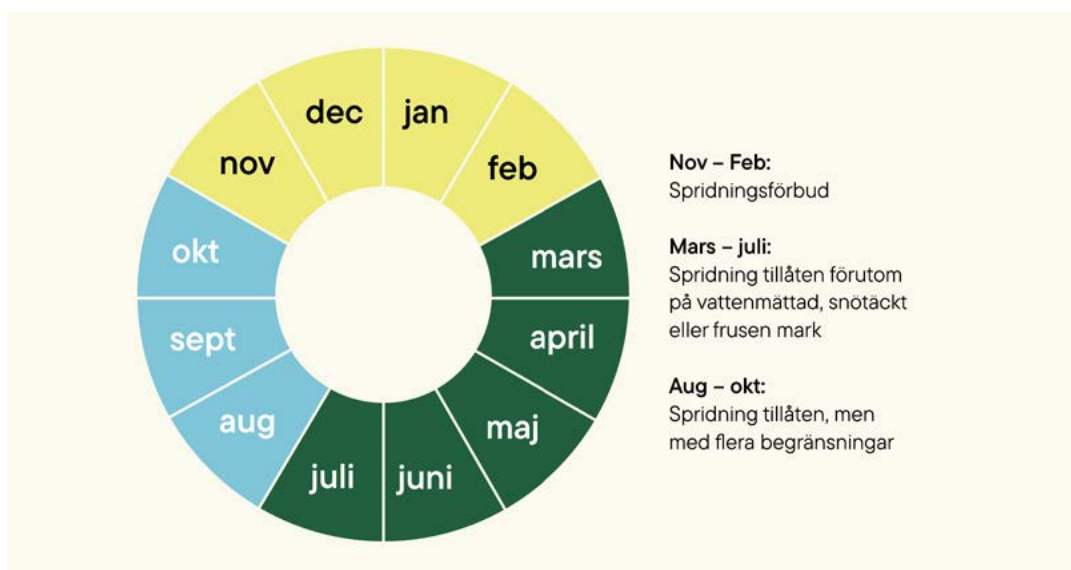 dec
jan
nov
feb
okt
mars
sept
april
aug
maj
juli
juni
Nov – Feb:
Spridningsförbud
Mars – juli:
Spridning tillåten förutom
på vattenmättad, snötäckt
eller frusen mark
Aug – okt:
Spridning tillåten, men
med flera begränsningar